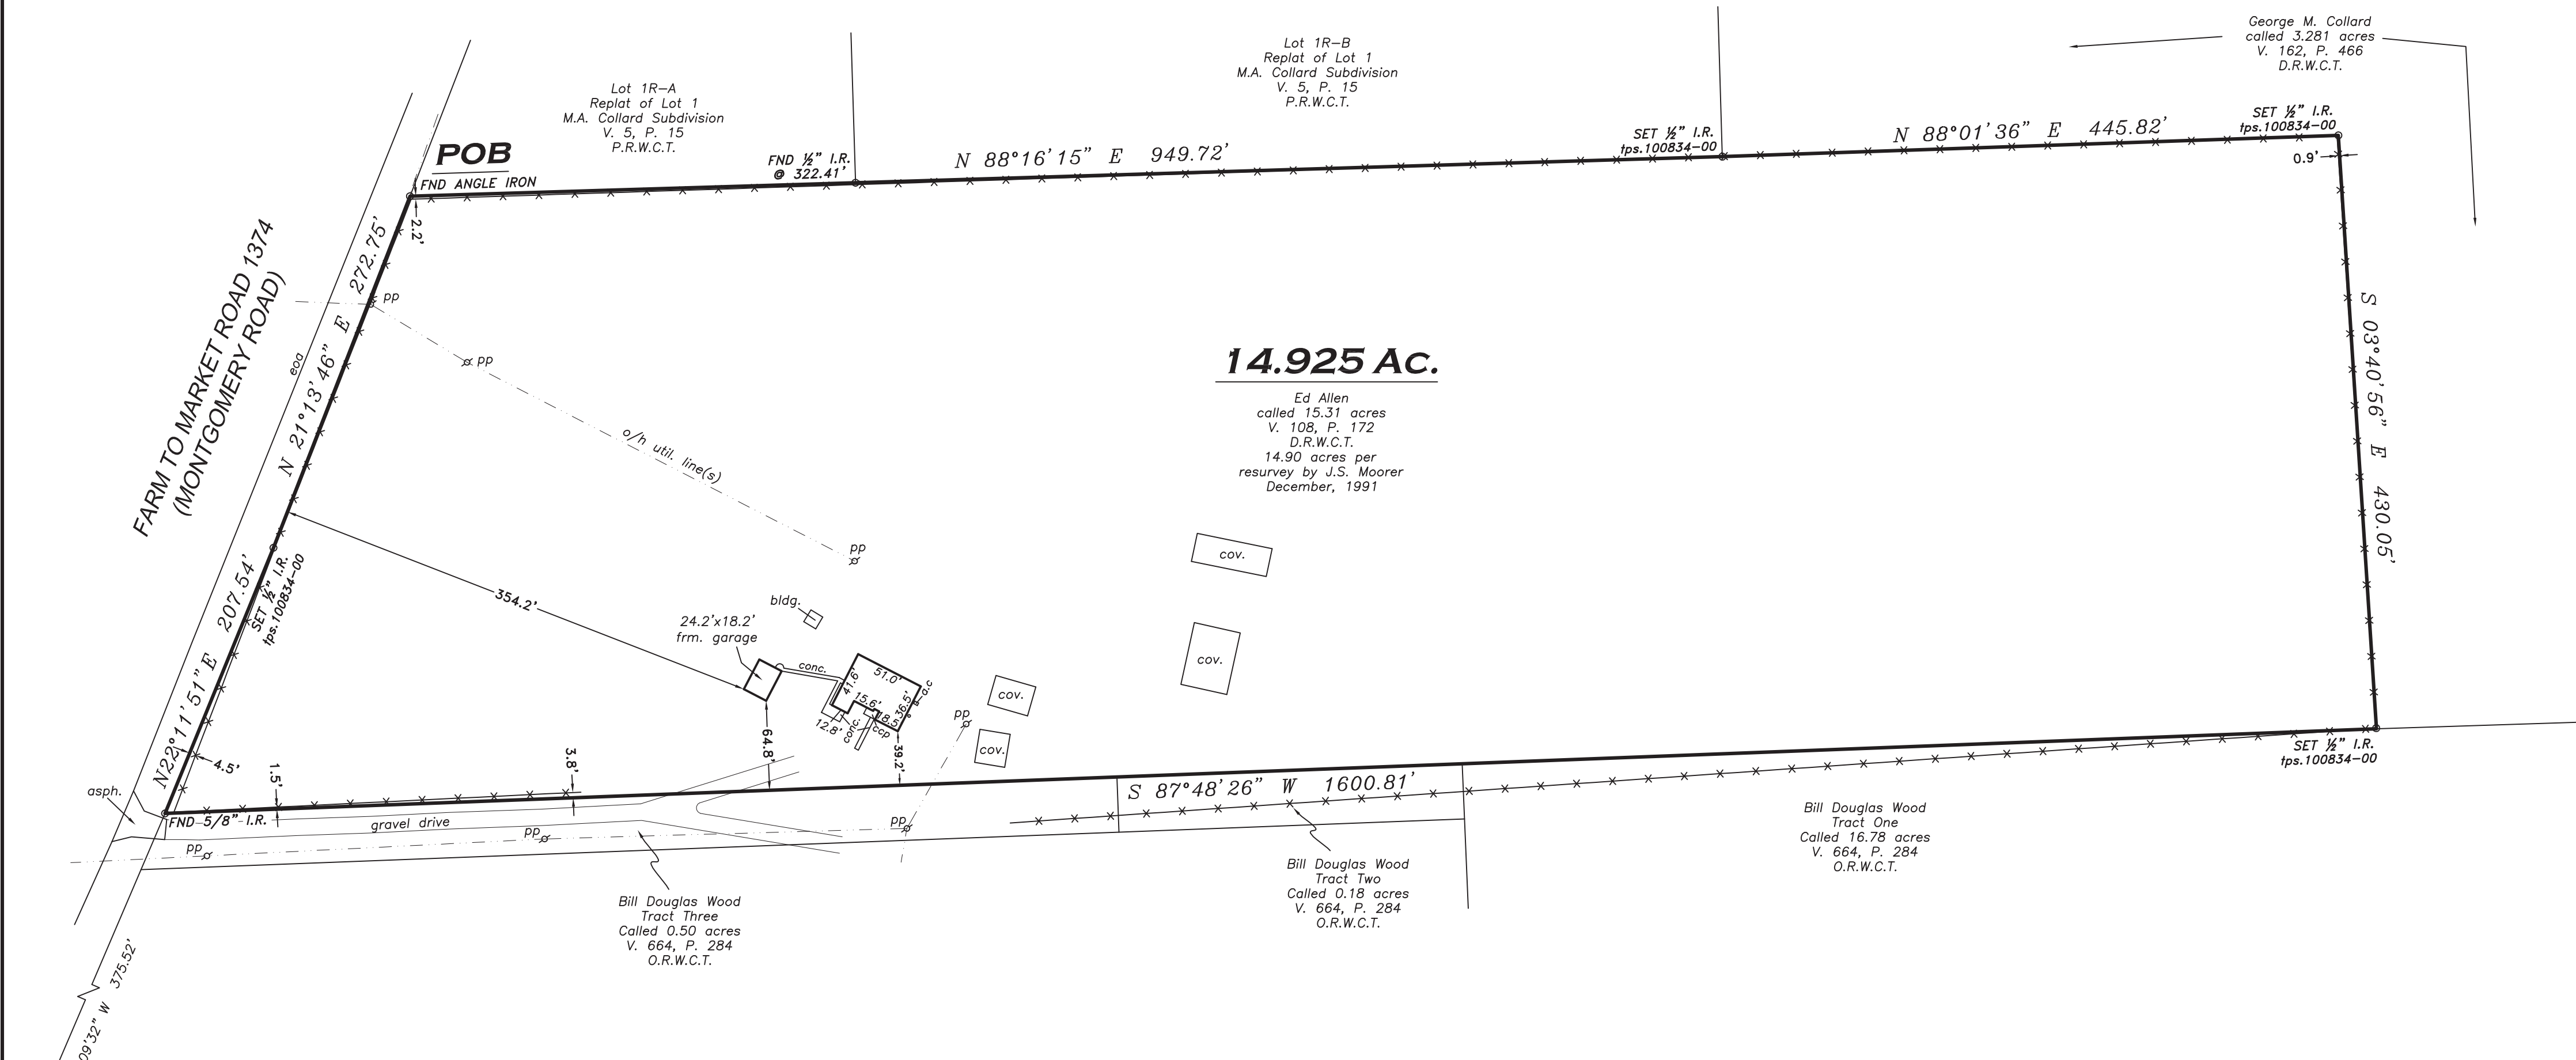 George M. Collard
called 3.281 acres
V. 162, P. 466
D.R.W.C.T.
Lot 1R-B
Replat of Lot 1
M.A. Collard Subdivision
V. 5, P. 15
P.R.W.C.T.
Lot 1R-A
Replat of Lot 1
M.A. Collard Subdivision
V. 5, P. 15
P.R.W.C.T.
POB
FND ANGLE IRON
FND ½" I.R.
@ 322.41'
N 88°16'15" E 949.72'
SET ½" I.R.
tps.100834-00
N 88°01'36" E 445.82'
SET ½" I.R.
tps.100834-00
0.9'
2.2'
FARM TO MARKET ROAD 1374
(MONTGOMERY ROAD)
eoa
N 21°13'46" E 272.75'
pp
pp
o/h util. line(s)
pp
14.925 Ac.
Ed Allen
called 15.31 acres
V. 108, P. 172
D.R.W.C.T.
14.90 acres per
resurvey by J.S. Moorer
December, 1991
S 03°40'56" E 430.05'
SET ½" I.R.
tps.100834-00
N22°11'51"E 207.54'
354.2'
bldg.
24.2'x18.2'
frm. garage
conc.
41.6'
51.0'
15.6'
36.5'
a.c
12.8'
conc.
18.5'
ccp
64.8'
39.2'
pp
cov.
cov.
cov.
cov.
4.5'
1.5'
3.8'
asph.
FND 5/8" I.R.
gravel drive
pp
pp
pp
S 87°48'26" W 1600.81'
SET ½" I.R.
tps.100834-00
Bill Douglas Wood
Tract One
Called 16.78 acres
V. 664, P. 284
O.R.W.C.T.
Bill Douglas Wood
Tract Two
Called 0.18 acres
V. 664, P. 284
O.R.W.C.T.
Bill Douglas Wood
Tract Three
Called 0.50 acres
V. 664, P. 284
O.R.W.C.T.
09'32" W 375.52'